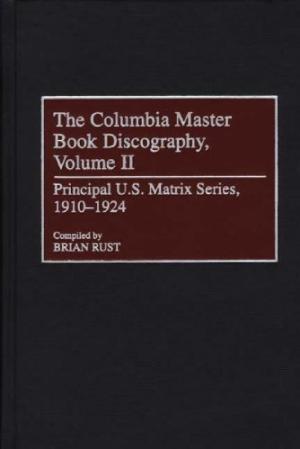 The Columbia Master
Book Discography,
Volume II
Principal U.S. Matrix Series,
1910–1924
Compiled by
BRIAN RUST